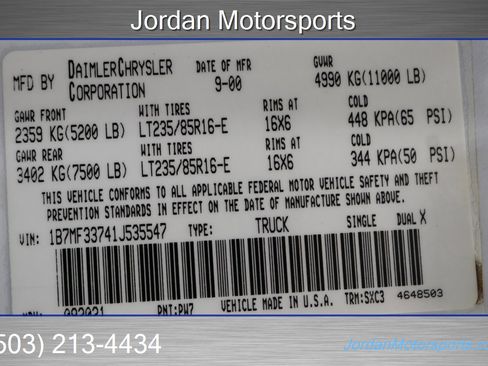 Jordan Motorsports
MFD BY DAIMLERCHRYSLER CORPORATION
DATE OF MFR 9-00
GVWR 4990 KG(11000 LB)
GAWR FRONT WITH TIRES RIMS AT COLD
2359 KG(5200 LB) LT235/85R16-E 16X6 448 KPA(65 PSI)
GAWR REAR WITH TIRES RIMS AT COLD
3402 KG(7500 LB) LT235/85R16-E 16X6 344 KPA(50 PSI)
THIS VEHICLE CONFORMS TO ALL APPLICABLE FEDERAL MOTOR VEHICLE SAFETY AND THEFT
PREVENTION STANDARDS IN EFFECT ON THE DATE OF MANUFACTURE SHOWN ABOVE.
VIN: 1B7MF33741J535547 TYPE: TRUCK SINGLE DUAL X
MDH: 092021 PNT:PW7 VEHICLE MADE IN U.S.A. TRM:SXC3 4648503
503) 213-4434